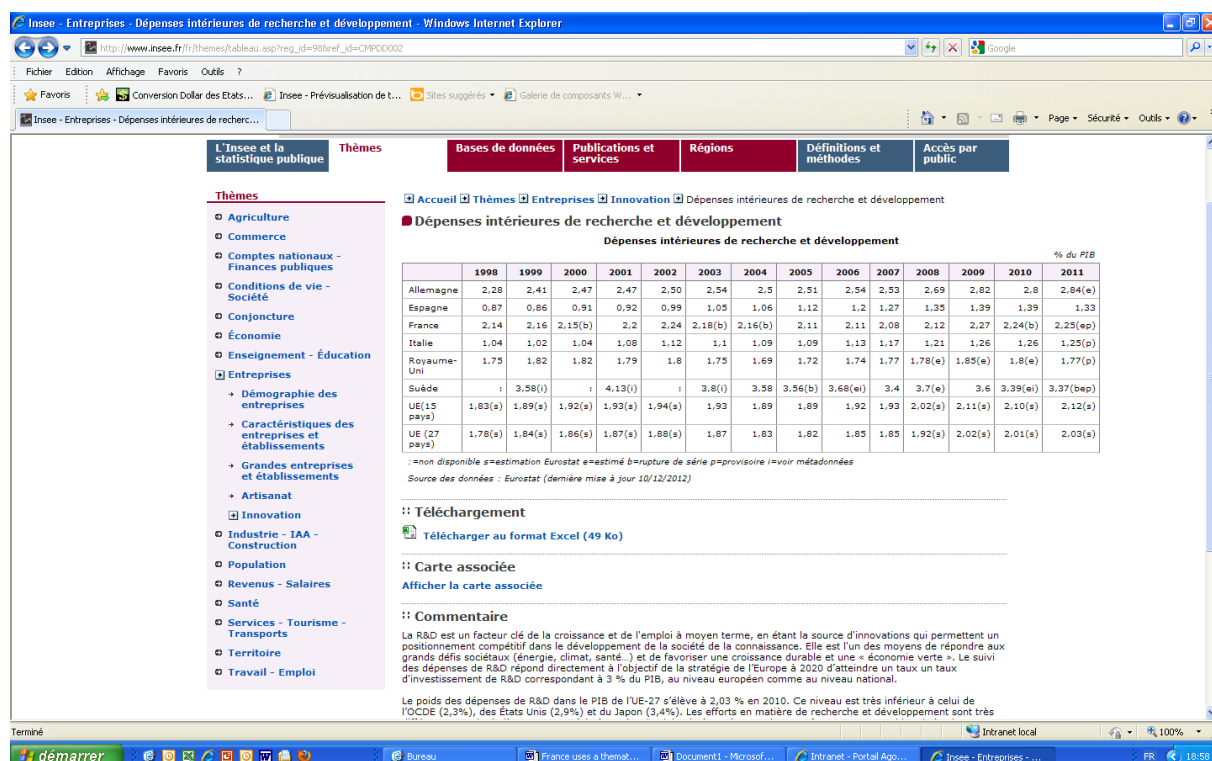 Insee - Entreprises - Dépenses intérieures de recherche et développement - Windows Internet Explorer
http://www.insee.fr/fr/themes/tableau.asp?reg_id=98&ref_id=CMPDD002
Google
Fichier Edition Affichage Favoris Outils ?
Favoris Conversion Dollar des Etats... Insee - Prévisualisation de t... Sites suggérés Galerie de composants W...
Insee - Entreprises - Dépenses intérieures de recherc... Page Sécurité Outils
L'Insee et la statistique publique Thèmes Bases de données Publications et services Régions Définitions et méthodes Accès par public
Thèmes
Agriculture
Commerce
Comptes nationaux -
Finances publiques
Conditions de vie -
Société
Conjoncture
Économie
Enseignement - Éducation
Entreprises
Démographie des
entreprises
Caractéristiques des
entreprises et
établissements
Grandes entreprises
et établissements
Artisanat
Innovation
Industrie - IAA -
Construction
Population
Revenus - Salaires
Santé
Services - Tourisme -
Transports
Territoire
Travail - Emploi
Accueil Thèmes Entreprises Innovation Dépenses intérieures de recherche et développement
Dépenses intérieures de recherche et développement
Dépenses intérieures de recherche et développement
% du PIB
1998 1999 2000 2001 2002 2003 2004 2005 2006 2007 2008 2009 2010 2011
Allemagne 2,28 2,41 2,47 2,47 2,50 2,54 2,5 2,51 2,54 2,53 2,69 2,82 2,8 2,84(e)
Espagne 0,87 0,86 0,91 0,92 0,99 1,05 1,06 1,12 1,2 1,27 1,35 1,39 1,39 1,33
France 2,14 2,16 2,15(b) 2,2 2,24 2,18(b) 2,16(b) 2,11 2,11 2,08 2,12 2,27 2,24(b) 2,25(ep)
Italie 1,04 1,02 1,04 1,08 1,12 1,1 1,09 1,09 1,13 1,17 1,21 1,26 1,26 1,25(p)
Royaume-Uni 1,75 1,82 1,82 1,79 1,8 1,75 1,69 1,72 1,74 1,77 1,78(e) 1,85(e) 1,8(e) 1,77(p)
Suède : 3,58(i) : 4,13(i) : 3,8(i) 3,58 3,56(b) 3,68(ei) 3,4 3,7(e) 3,6 3,39(ei) 3,37(bep)
UE(15 pays) 1,83(s) 1,89(s) 1,92(s) 1,93(s) 1,94(s) 1,93 1,89 1,89 1,92 1,93 2,02(s) 2,11(s) 2,10(s) 2,12(s)
UE (27 pays) 1,78(s) 1,84(s) 1,86(s) 1,87(s) 1,88(s) 1,87 1,83 1,82 1,85 1,85 1,92(s) 2,02(s) 2,01(s) 2,03(s)
:=non disponible s=estimation Eurostat e=estimé b=rupture de série p=provisoire i=voir métadonnées
Source des données : Eurostat (dernière mise à jour 10/12/2012)
Téléchargement
Télécharger au format Excel (49 Ko)
Carte associée
Afficher la carte associée
Commentaire
La R&D est un facteur clé de la croissance et de l'emploi à moyen terme, en étant la source d'innovations qui permettent un
positionnement compétitif dans le développement de la société de la connaissance. Elle est l'un des moyens de répondre aux
grands défis sociétaux (énergie, climat, santé...) et de favoriser une croissance durable et une « économie verte ». Le suivi
des dépenses de R&D répond directement à l'objectif de la stratégie de l'Europe à 2020 d'atteindre un taux un taux
d'investissement de R&D correspondant à 3 % du PIB, au niveau européen comme au niveau national.
Le poids des dépenses de R&D dans le PIB de l'UE-27 s'élève à 2,03 % en 2010. Ce niveau est très inférieur à celui de
l'OCDE (2,3%), des États Unis (2,9%) et du Japon (3,4%). Les efforts en matière de recherche et développement sont très
Terminé Intranet local 100%
démarrer Bureau France uses a themat... Document1 - Microsof... Intranet - Portail Ago... Insee - Entreprises - ... FR 18:58